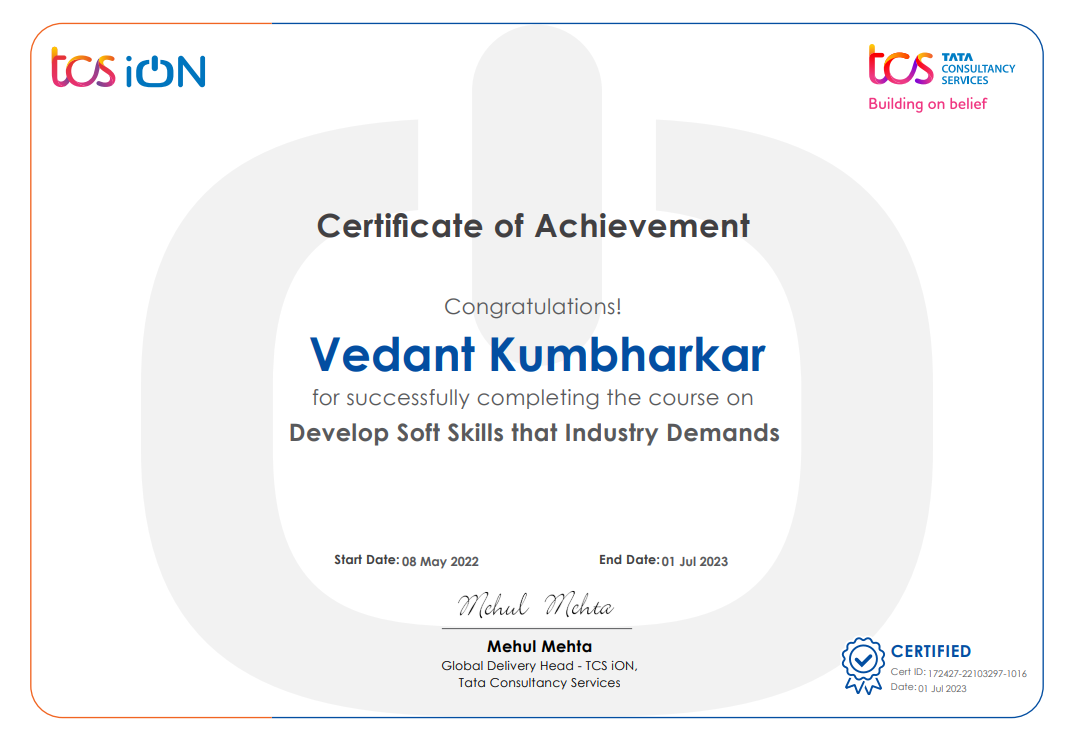 tcs iON
tcs TATA
CONSULTANCY
SERVICES
Building on belief
Certificate of Achievement
Congratulations!
Vedant Kumbharkar
for successfully completing the course on
Develop Soft Skills that Industry Demands
Start Date: 08 May 2022 End Date: 01 Jul 2023
Mehul Mehta
Mehul Mehta
Global Delivery Head - TCS iON,
Tata Consultancy Services
CERTIFIED
Cert ID: 172427-22103297-1016
Date: 01 Jul 2023